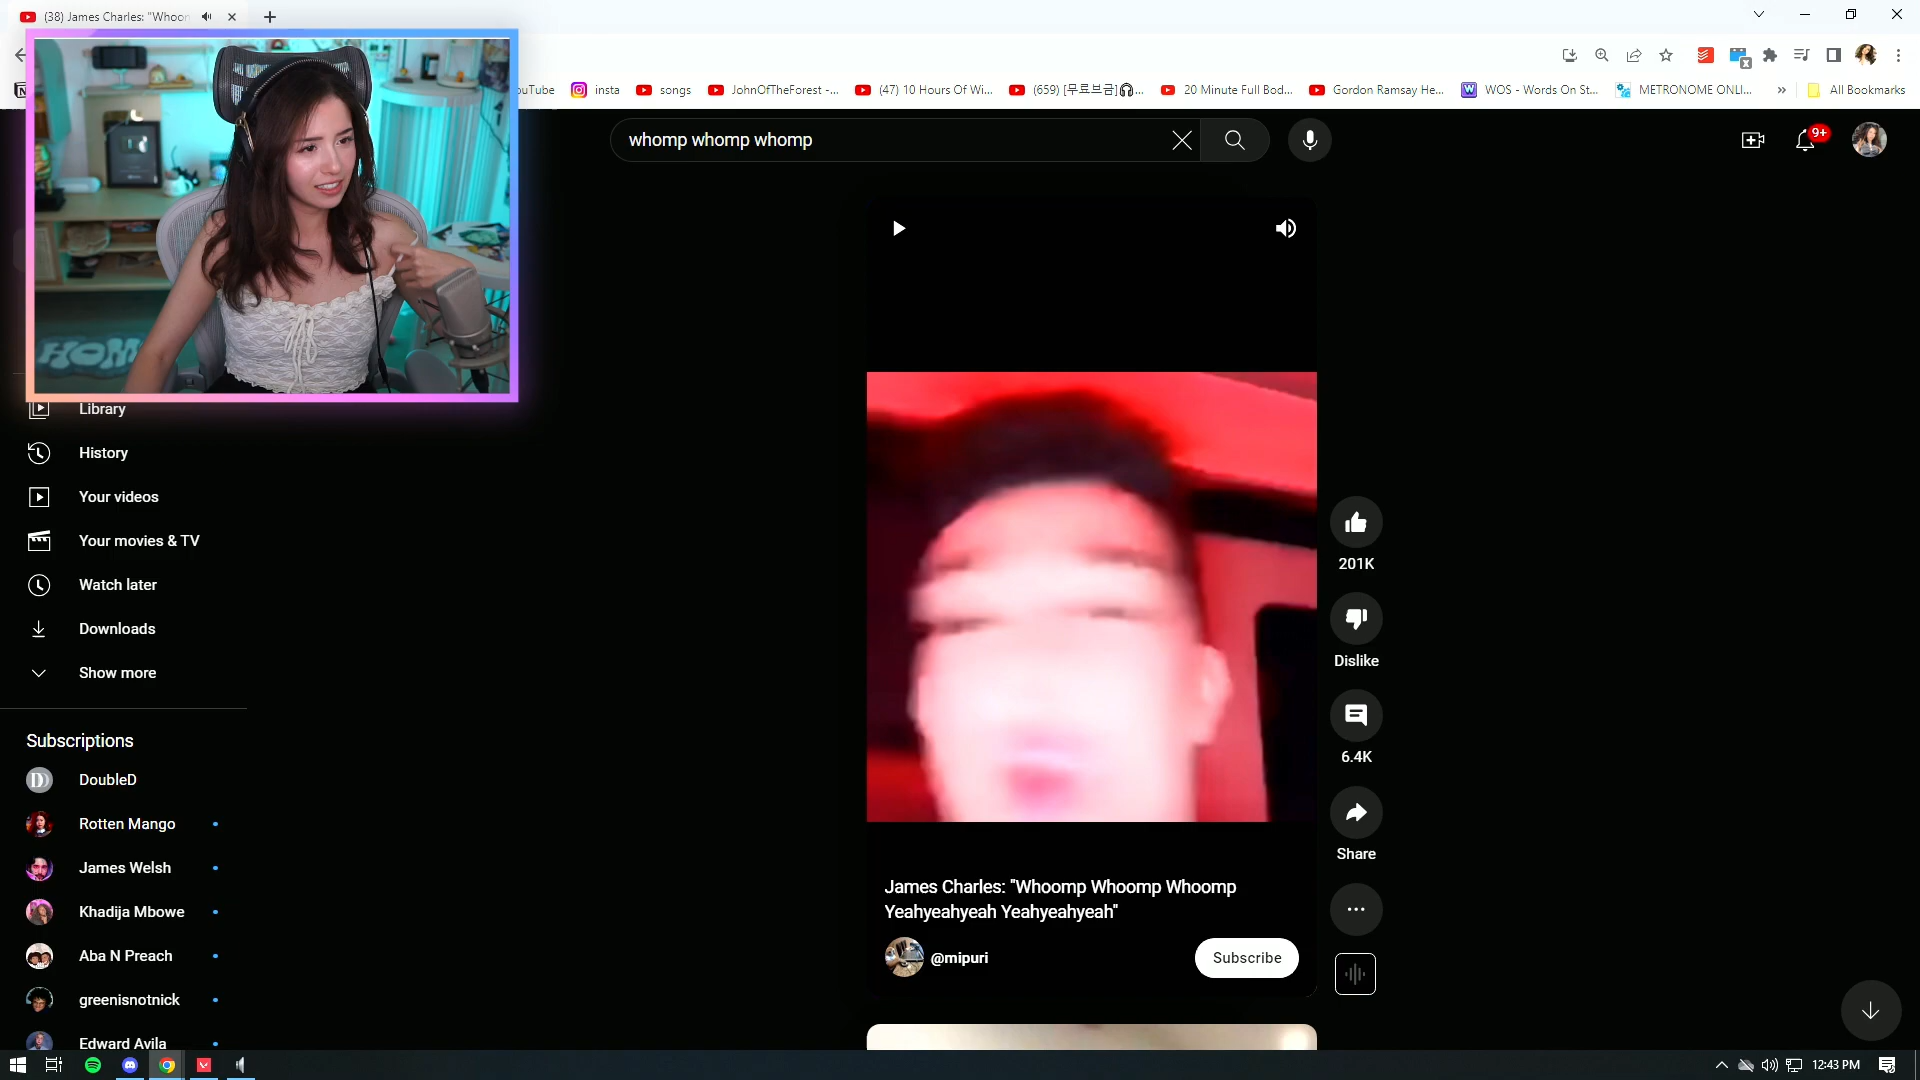 (38) James Charles: "Whoor
ouTube
insta
songs
JohnOfTheForest -...
(47) 10 Hours Of Wi...
(659) [무료브금]🎧...
20 Minute Full Bod...
Gordon Ramsay He...
WOS - Words On St...
METRONOME ONLI...
»
All Bookmarks
whomp whomp whomp
9+
HOM
Library
History
Your videos
Your movies & TV
Watch later
Downloads
Show more
Subscriptions
DoubleD
Rotten Mango
James Welsh
Khadija Mbowe
Aba N Preach
greenisnotnick
Edward Avila
201K
Dislike
6.4K
Share
James Charles: "Whoomp Whoomp Whoomp
Yeahyeahyeah Yeahyeahyeah"
@mipuri
Subscribe
12:43 PM